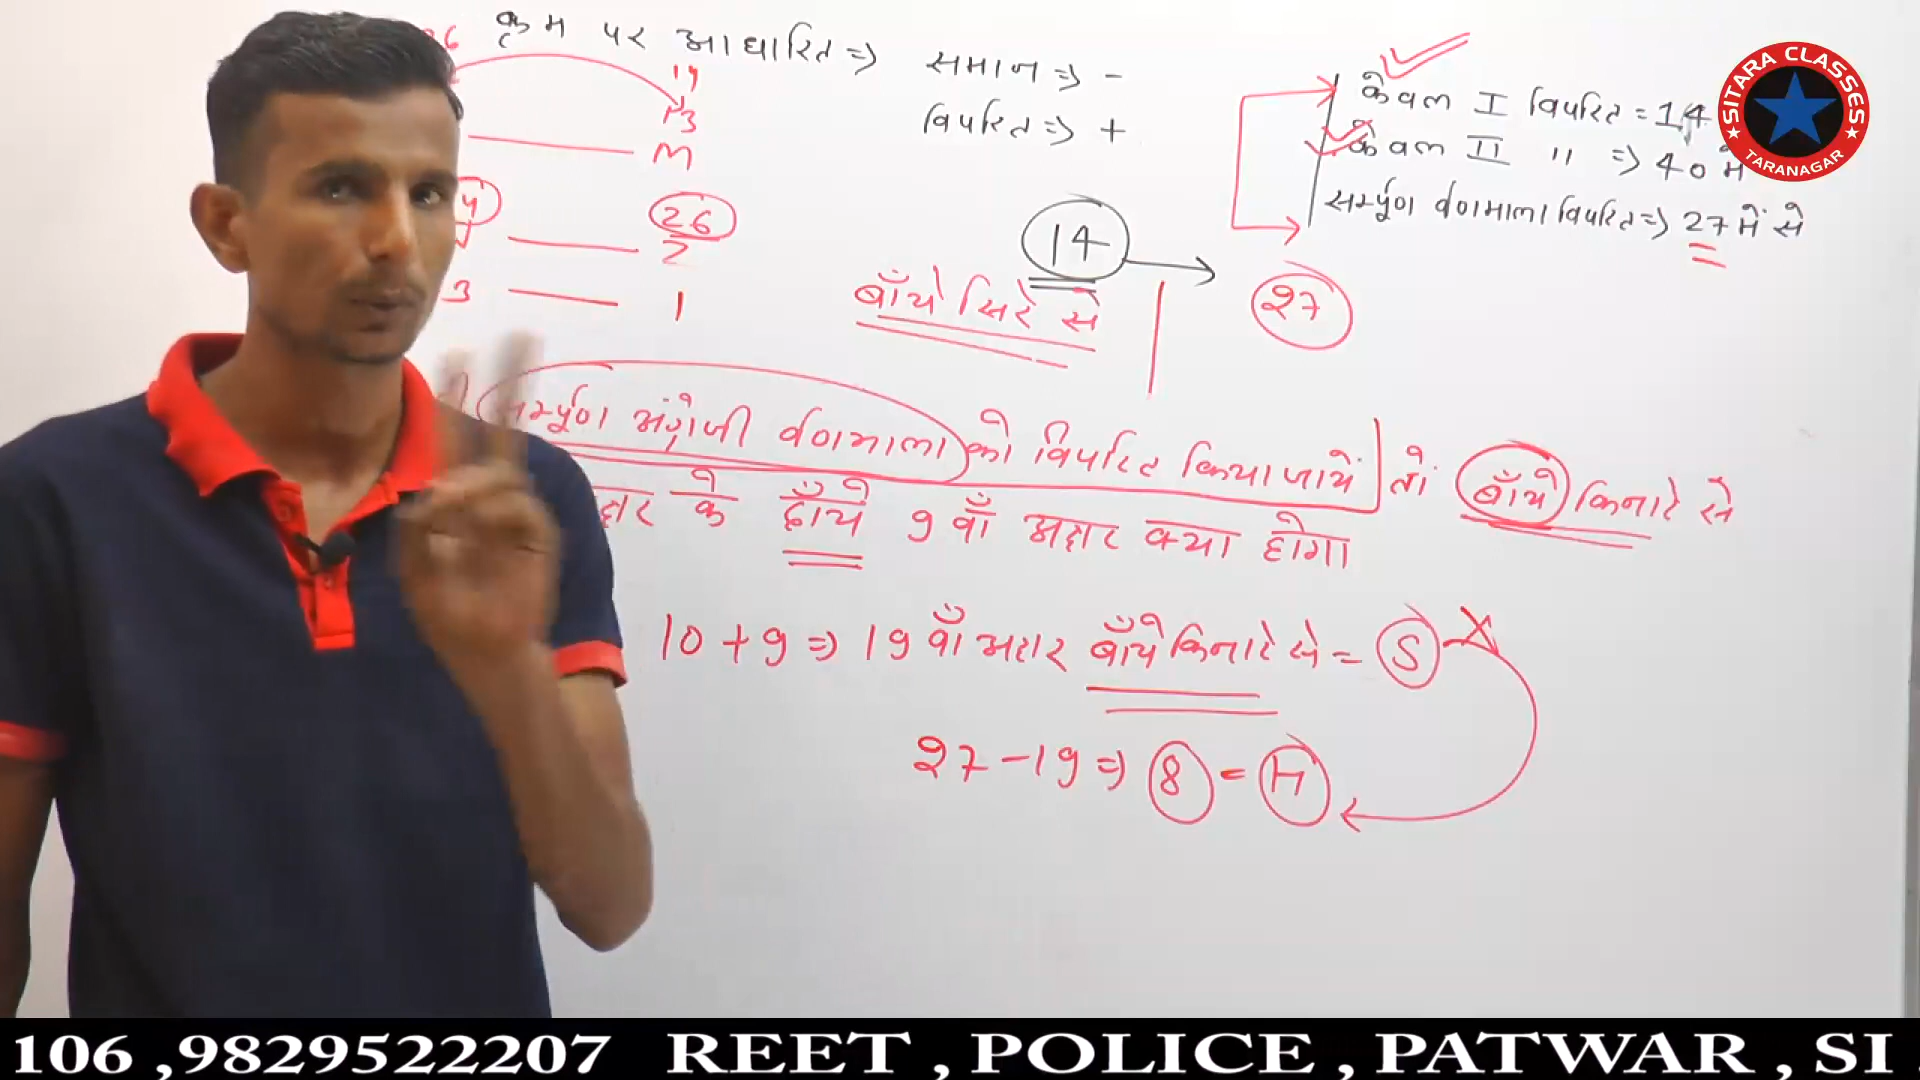 क्रम पर आधारित => समान => -
विपरित => +
14
13
M
26
Z
3 1
केवल I विपरित = 14
केवल II " => 40 में
सम्पूर्ण वर्णमाला विपरित => 27 में से
14
बाँये सिरे से
27
सम्पूर्ण अंग्रेजी वर्णमाला को विपरित किया जाये तो बाँये किनारे से
के दाँये 9 वाँ अक्षर क्या होगा
10 + 9 => 19 वाँ अक्षर बाँये किनारे से = S
27 - 19 => 8 = H
SITARA CLASSES
TARANAGAR
106 ,9829522207 REET , POLICE , PATWAR , SI